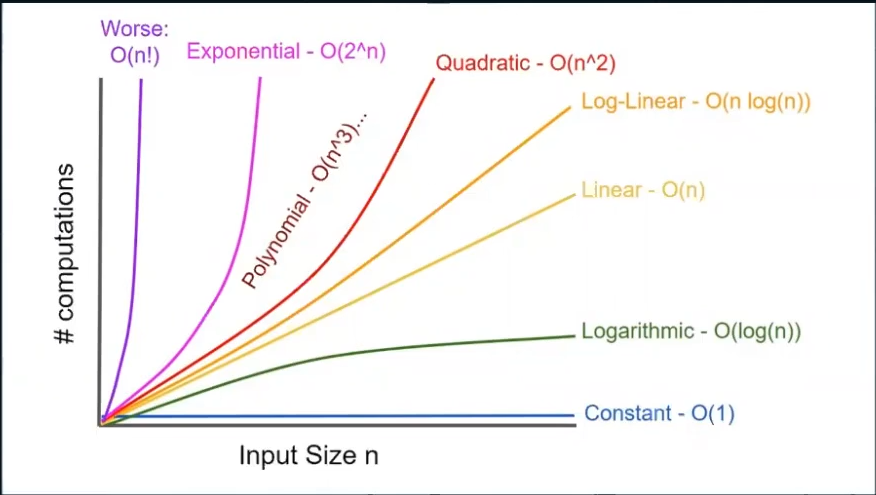 Worse:
O(n!)
Exponential - O(2^n)
Quadratic - O(n^2)
Polynomial - O(n^3)...
Log-Linear - O(n log(n))
Linear - O(n)
Logarithmic - O(log(n))
Constant - O(1)
# computations
Input Size n